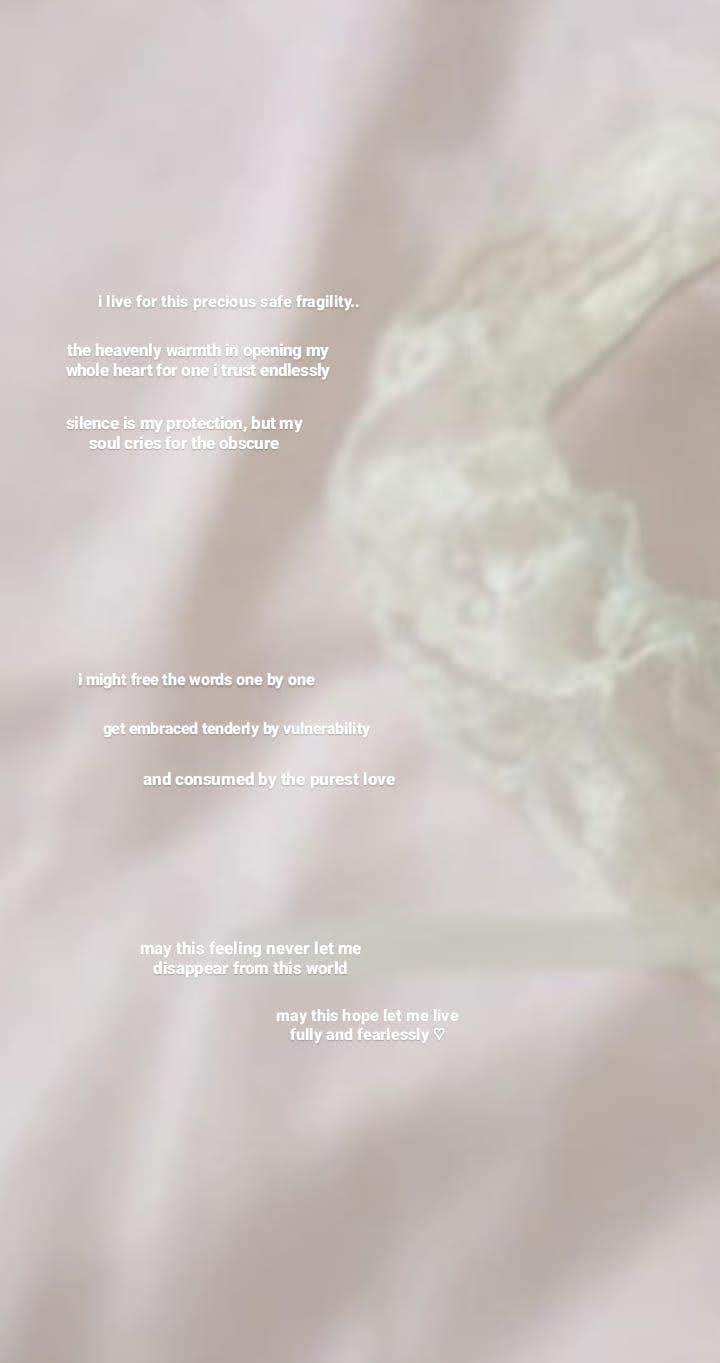 i live for this precious safe fragility..
the heavenly warmth in opening my
whole heart for one i trust endlessly
silence is my protection, but my
soul cries for the obscure
i might free the words one by one
get embraced tenderly by vulnerability
and consumed by the purest love
may this feeling never let me
disappear from this world
may this hope let me live
fully and fearlessly ♡